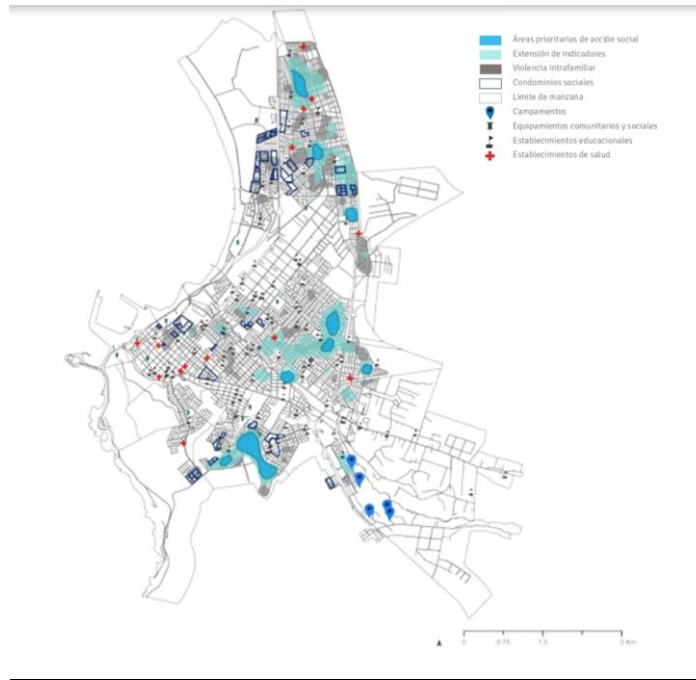 Áreas prioritarias de acción social
Extensión de indicadores
Violencia intrafamiliar
Condominios sociales
Limite de manzana
Campamentos
Equipamientos comunitarios y sociales
Establecimientos educacionales
Establecimientos de salud
0 0.75 1.5 3 Km